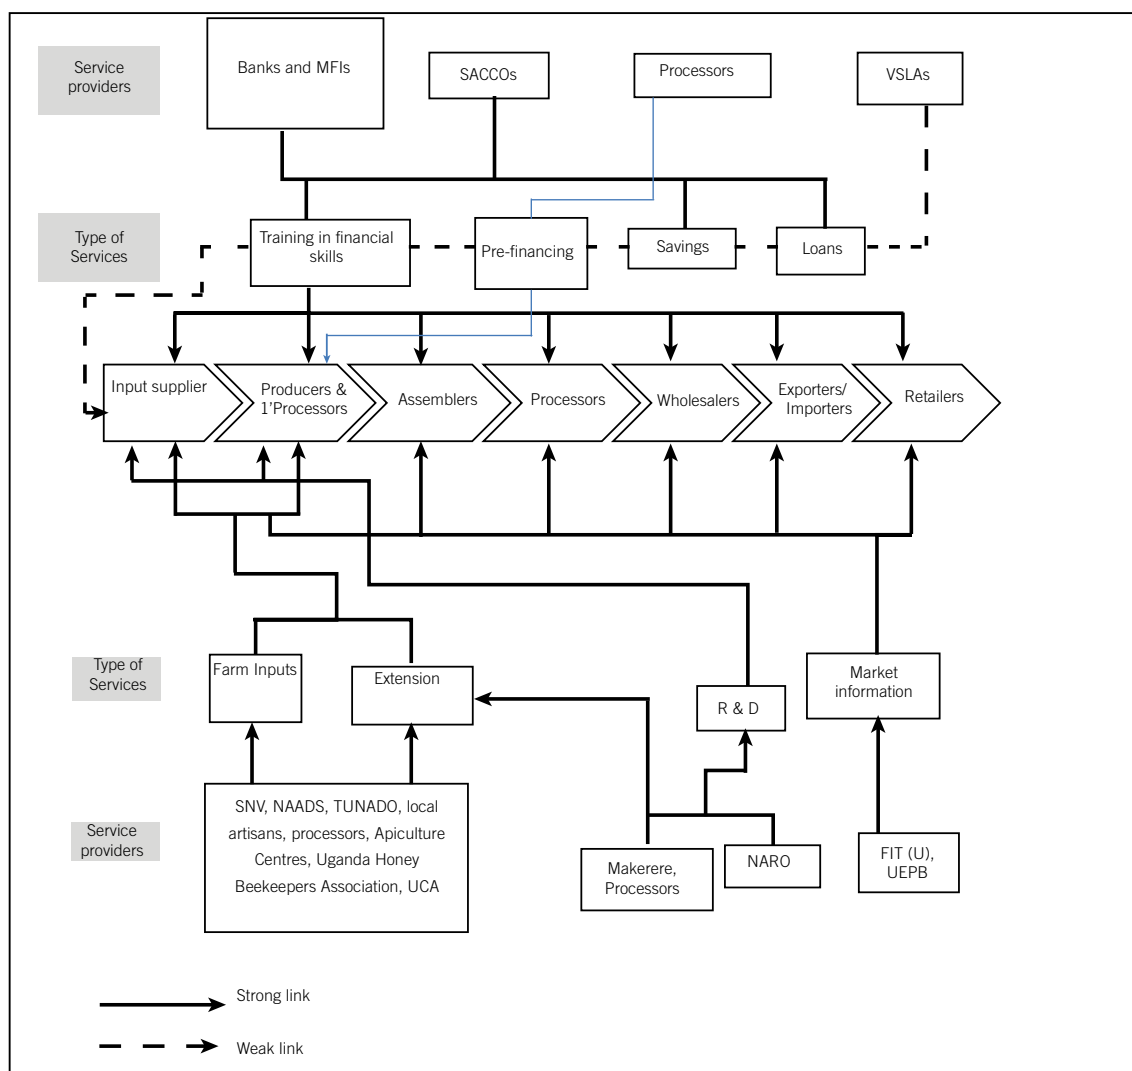 Service
providers
Banks and MFIs
SACCOs
Processors
VSLAs
Type of
Services
Training in financial
skills
Pre-financing
Savings
Loans
Input supplier
Producers &
1'Processors
Assemblers
Processors
Wholesalers
Exporters/
Importers
Retailers
Type of
Services
Farm Inputs
Extension
R & D
Market
information
Service
providers
SNV, NAADS, TUNADO, local
artisans, processors, Apiculture
Centres, Uganda Honey
Beekeepers Association, UCA
Makerere,
Processors
NARO
FIT (U),
UEPB
Strong link
Weak link